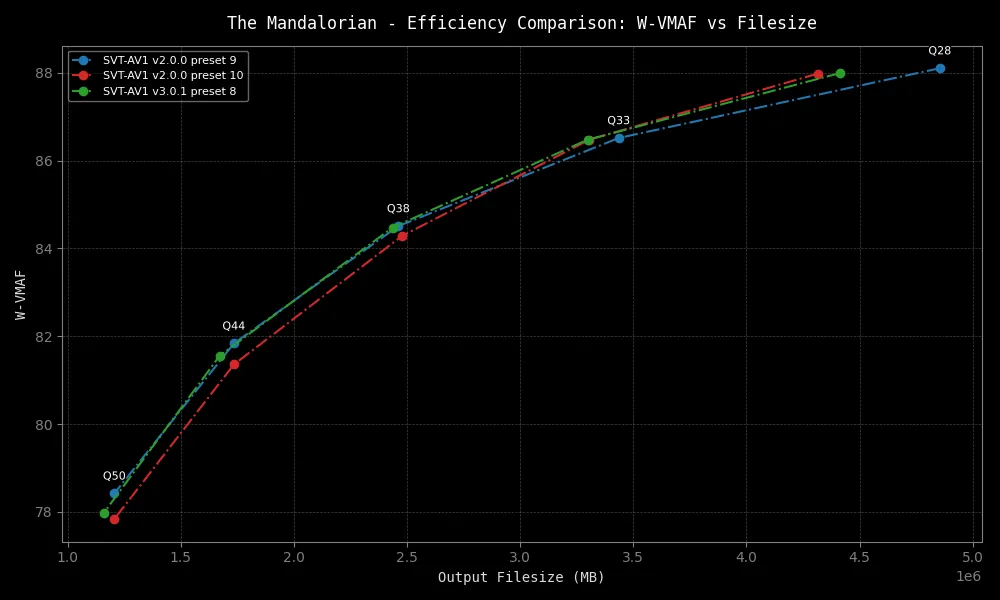 The Mandalorian - Efficiency Comparison: W-VMAF vs Filesize
SVT-AV1 v2.0.0 preset 9
SVT-AV1 v2.0.0 preset 10
SVT-AV1 v3.0.1 preset 8
Q28
Q33
Q38
Q44
Q50
88
86
84
82
80
78
W-VMAF
1.0 1.5 2.0 2.5 3.0 3.5 4.0 4.5 5.0
1e6
Output Filesize (MB)